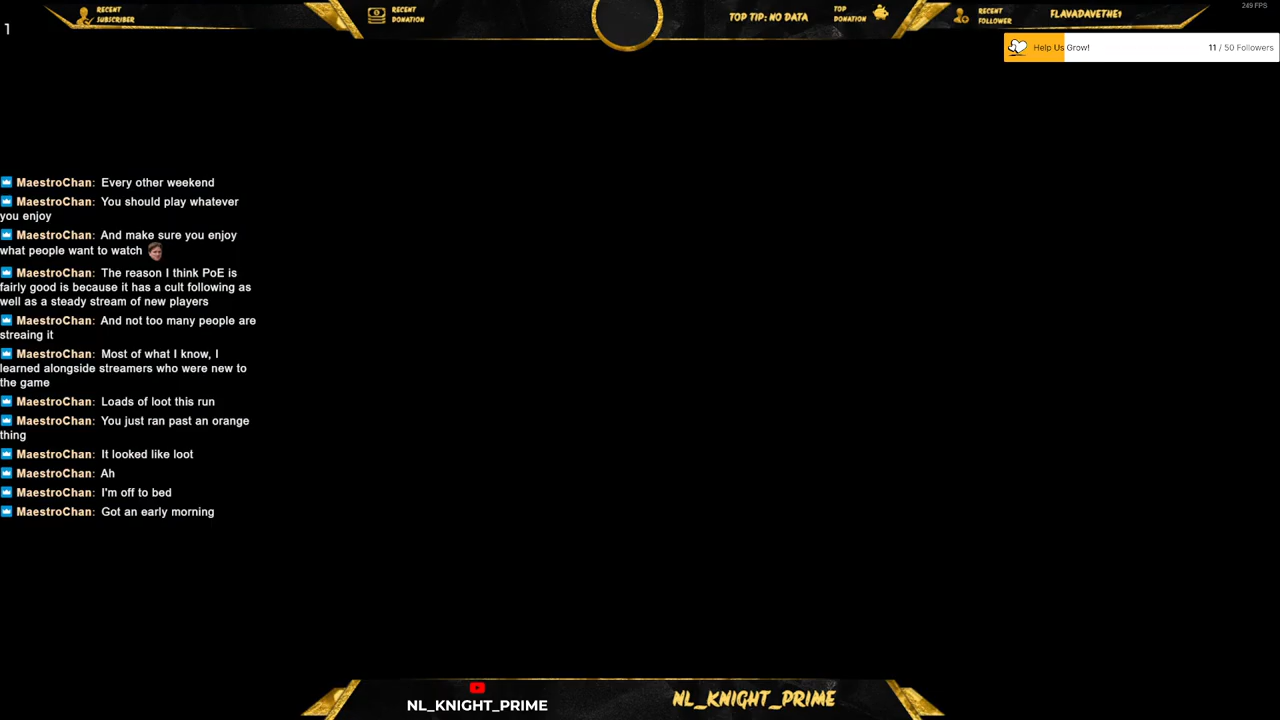 249 FPS
RECENT
SUBSCRIBER
RECENT
DONATION
TOP TIP: NO DATA
TOP
DONATION
RECENT
FOLLOWER
FLAVADAVETHE1
1
Help Us Grow!
11 / 50 Followers
MaestroChan: Every other weekend
MaestroChan: You should play whatever
you enjoy
MaestroChan: And make sure you enjoy
what people want to watch
MaestroChan: The reason I think PoE is
fairly good is because it has a cult following as
well as a steady stream of new players
MaestroChan: And not too many people are
streaing it
MaestroChan: Most of what I know, I
learned alongside streamers who were new to
the game
MaestroChan: Loads of loot this run
MaestroChan: You just ran past an orange
thing
MaestroChan: It looked like loot
MaestroChan: Ah
MaestroChan: I'm off to bed
MaestroChan: Got an early morning
NL_KNIGHT_PRIME
NL_KNIGHT_PRIME